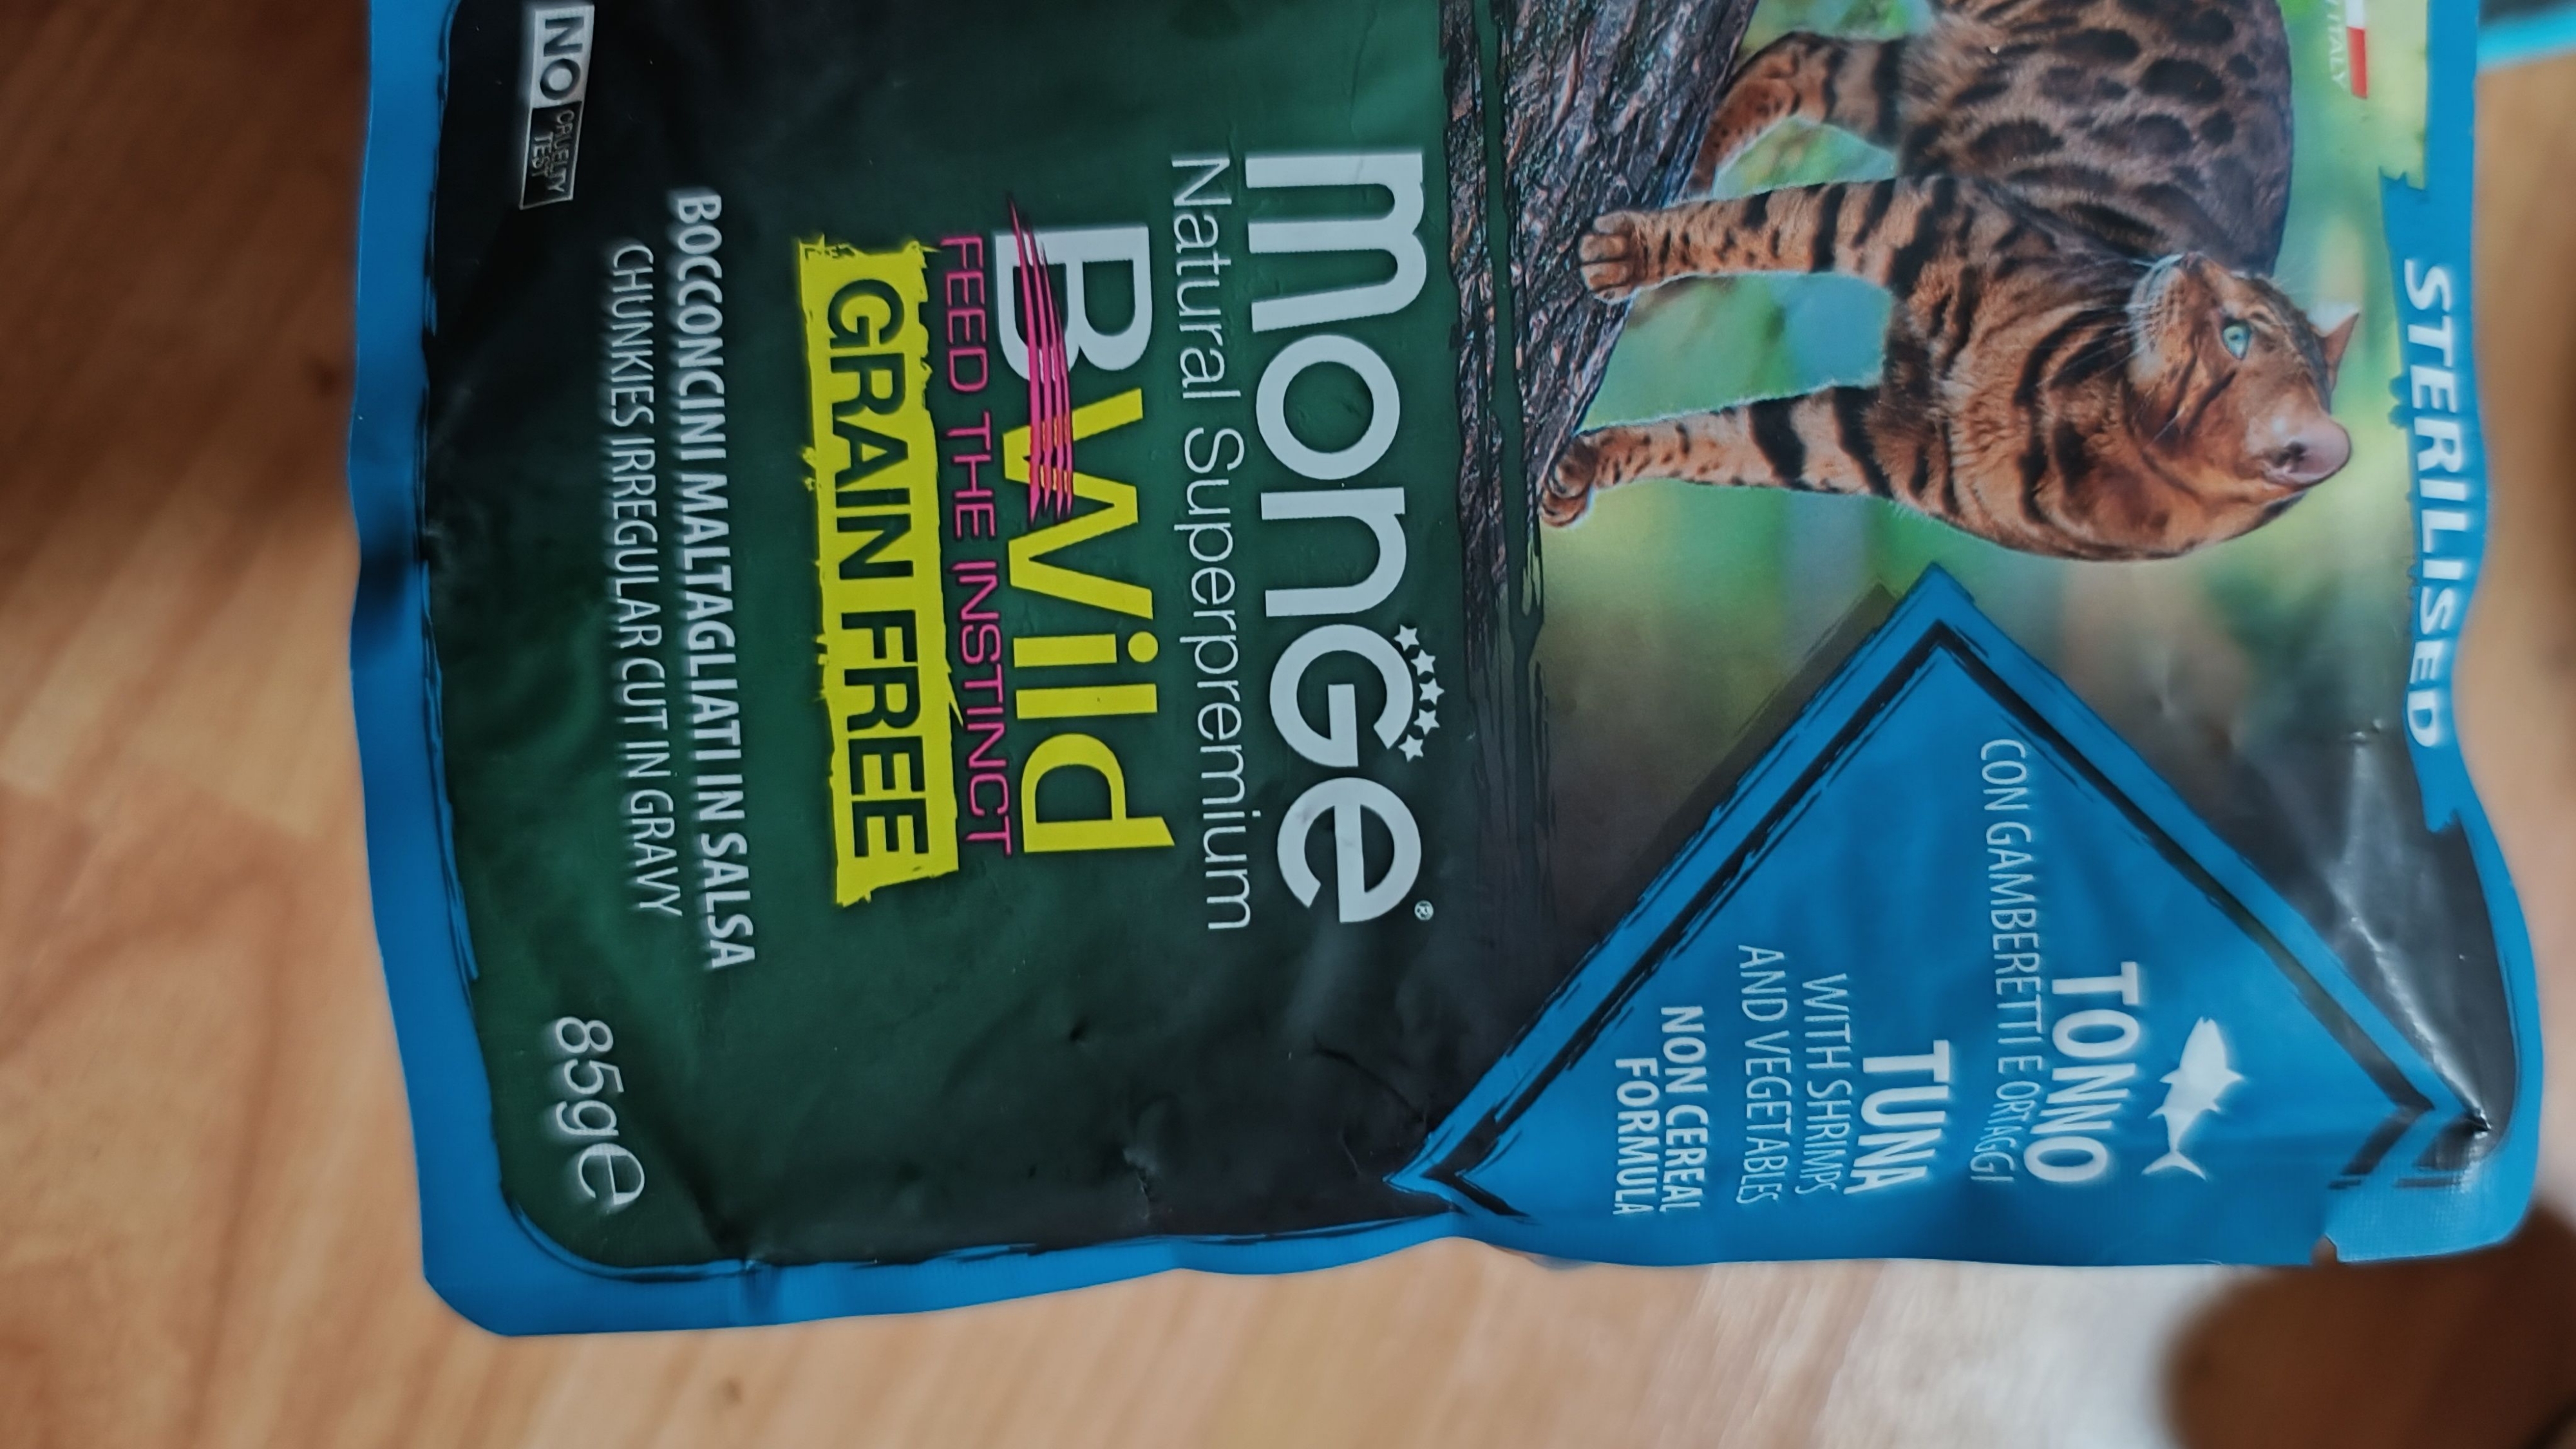 ITALY
STERILISED
TONNO
CON GAMBERETTI E ORTAGGI
TUNA
WITH SHRIMPS
AND VEGETABLES
NON CEREAL
FORMULA
monGe®
Natural Superpremium
BWild
FEED THE INSTINCT
GRAIN FREE
BOCCONCINI MALTAGLIATI IN SALSA
CHUNKIES IRREGULAR CUT IN GRAVY
NO CRUELTY
TEST
85g℮